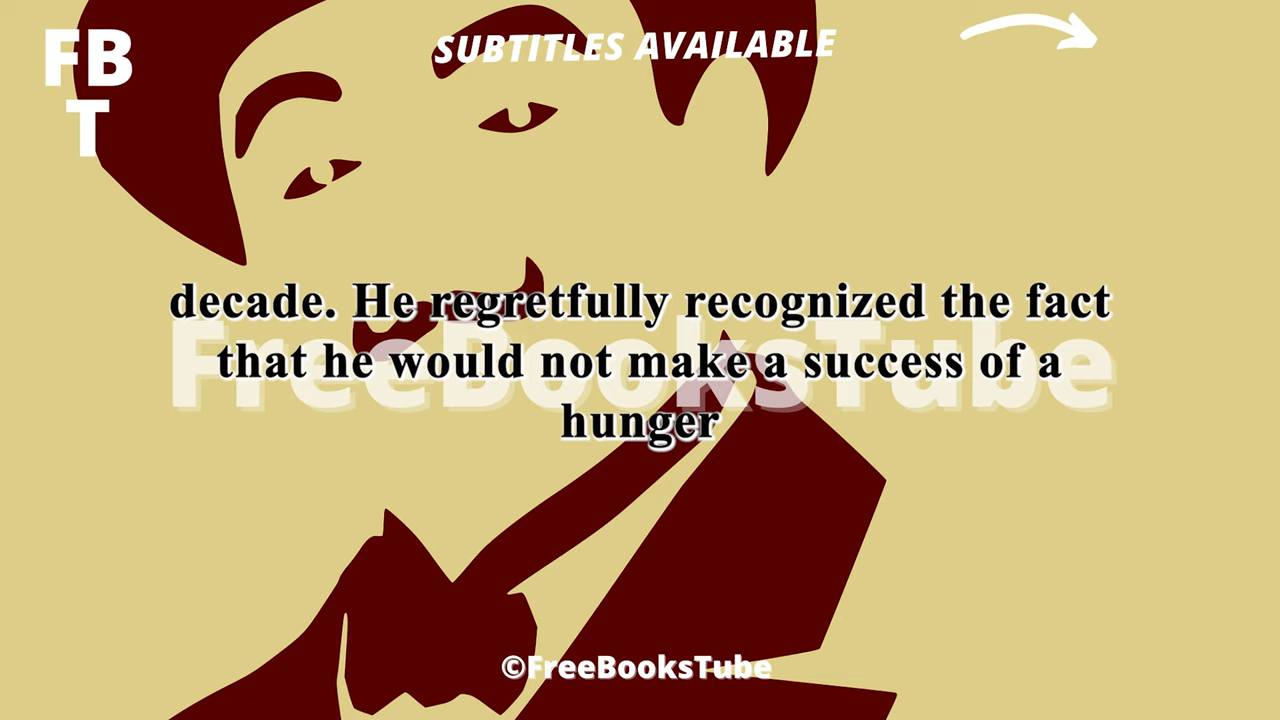 FB
T
SUBTITLES AVAILABLE
decade. He regretfully recognized the fact
that he would not make a success of a
hunger
FreeBooksTube
©FreeBooksTube